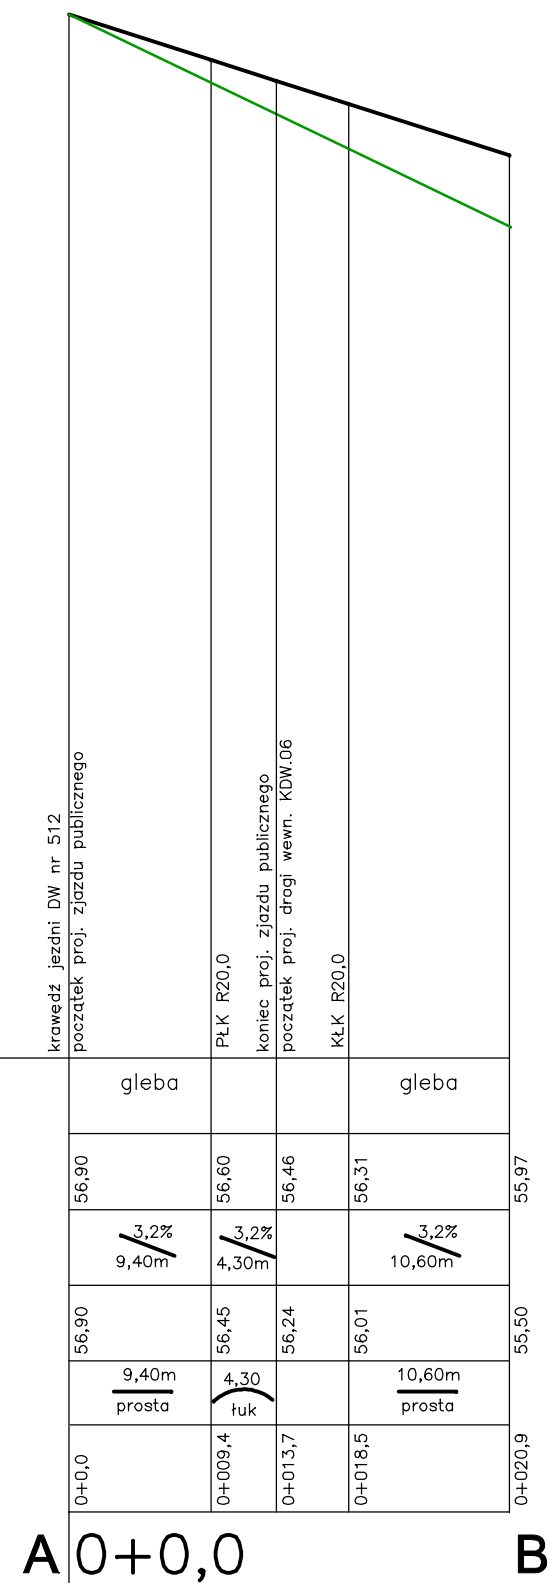 krawędź jezdni DW nr 512
początek proj. zjazdu publicznego
PŁK R20,0
koniec proj. zjazdu publicznego
początek proj. drogi wewn. KDW.06
KŁK R20,0
gleba
gleba
56,90
56,60
56,46
56,31
55,97
3,2%
9,40m
3,2%
4,30m
3,2%
10,60m
56,90
56,45
56,24
56,01
55,50
9,40m
prosta
4,30
łuk
10,60m
prosta
0+0,0
0+009,4
0+013,7
0+018,5
0+020,9
A 0+0,0 B